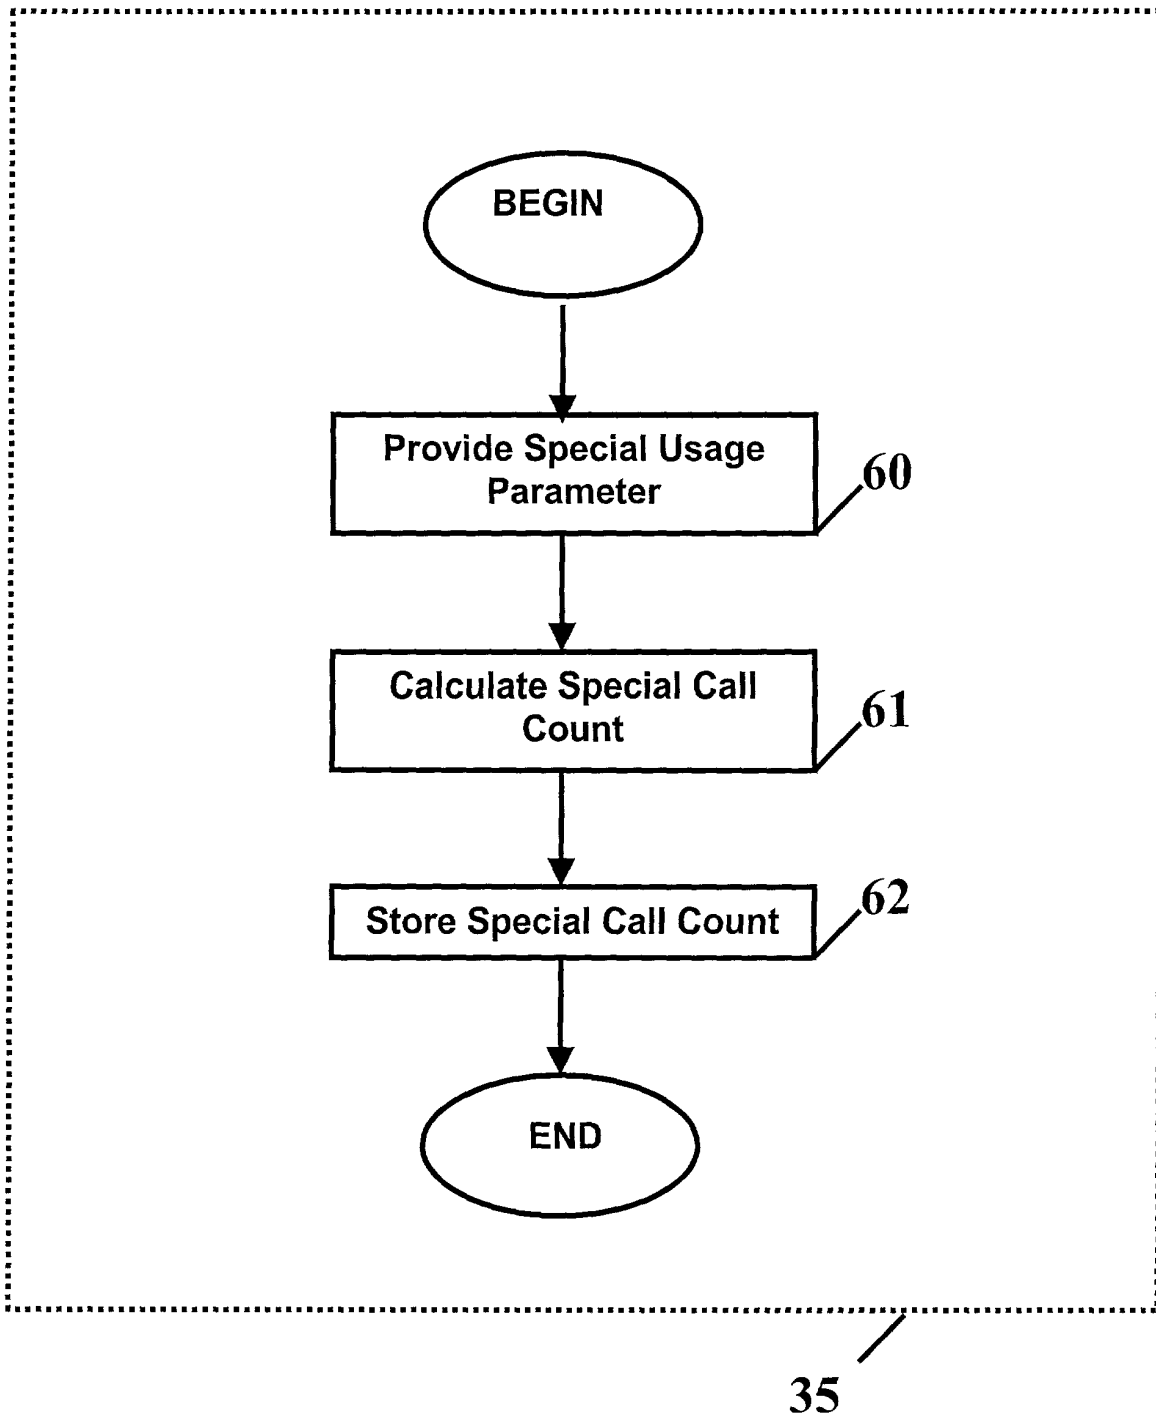 BEGIN
Provide Special Usage
Parameter
60
Calculate Special Call
Count
61
Store Special Call Count
62
END
35